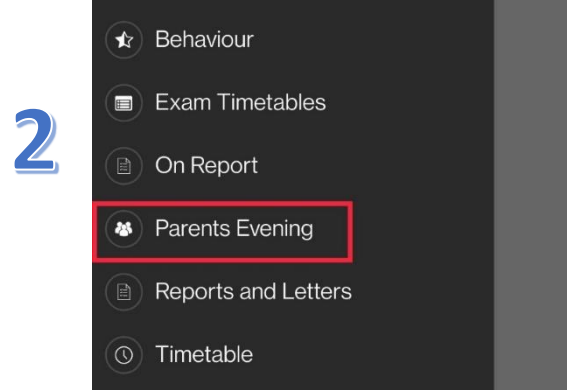 2
Behaviour
Exam Timetables
On Report
Parents Evening
Reports and Letters
Timetable